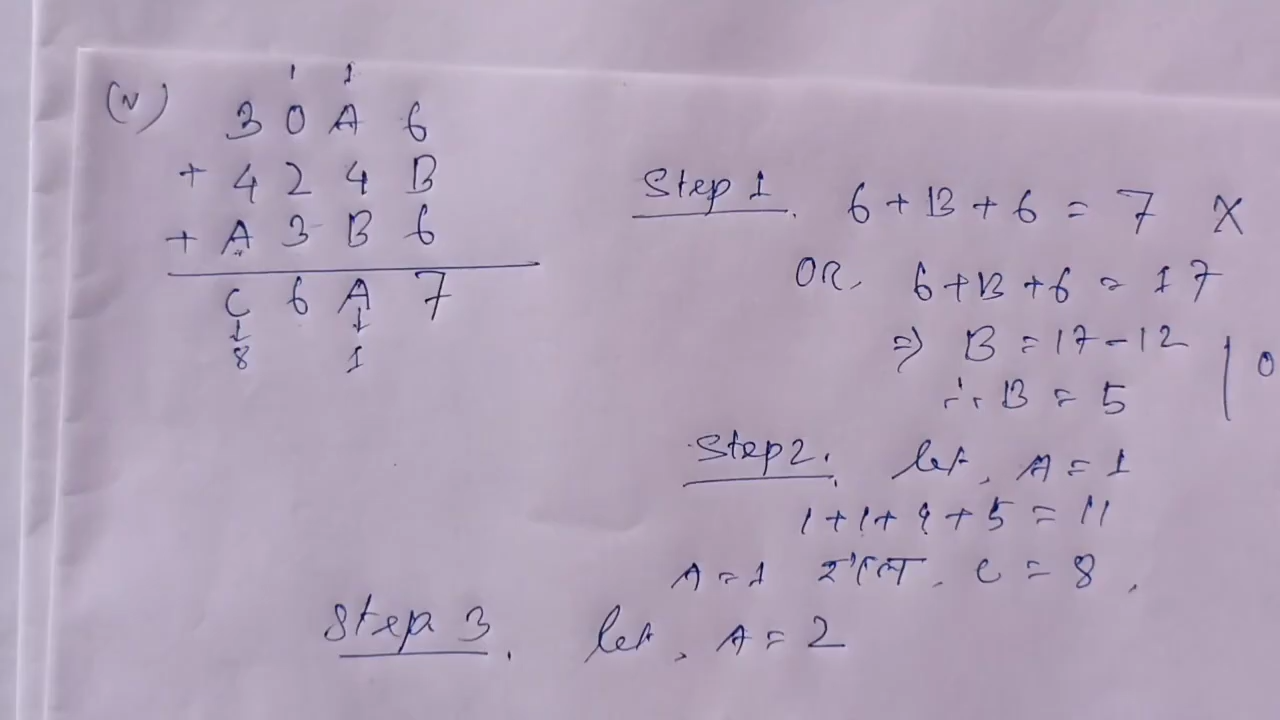 1 1
(v) 3 0 A 6
+ 4 2 4 B
+ A 3 B 6
C 6 A 7
↓ ↓
8 1
Step 1. 6 + B + 6 = 7 X
OR, 6 + B + 6 = 17
⇒ B = 17 - 12
∴ B = 5 | 0
Step 2. let, A = 1
1 + 1 + 4 + 5 = 11
A = 1 হ'লে, C = 8,
Step 3. let, A = 2